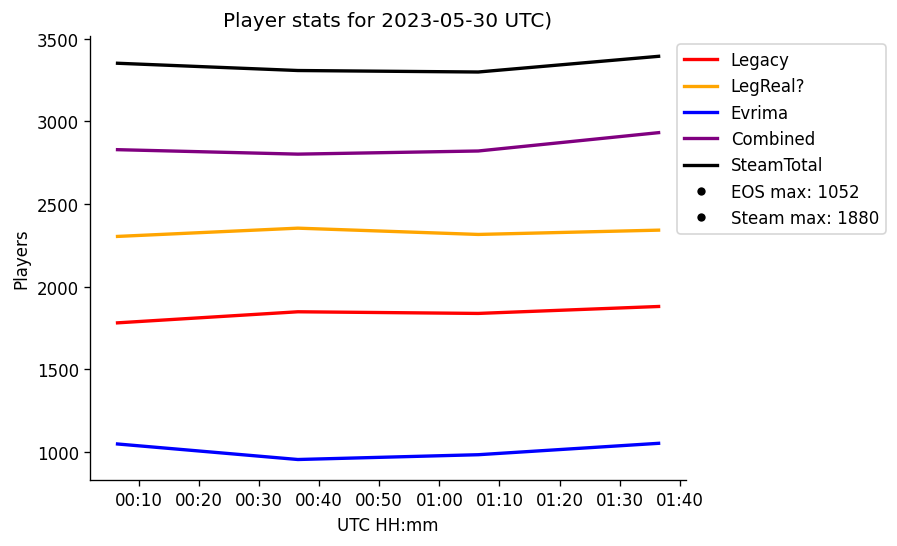 Player stats for 2023-05-30 UTC)
3500
3000
2500
2000
1500
1000
Players
00:10 00:20 00:30 00:40 00:50 01:00 01:10 01:20 01:30 01:40
UTC HH:mm
Legacy
LegReal?
Evrima
Combined
SteamTotal
EOS max: 1052
Steam max: 1880